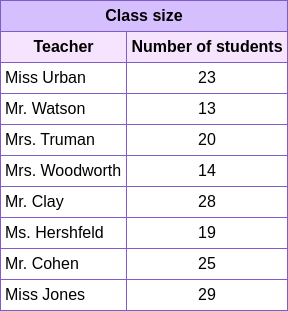 Class size
Teacher Number of students
Miss Urban 23
Mr. Watson 13
Mrs. Truman 20
Mrs. Woodworth 14
Mr. Clay 28
Ms. Hershfeld 19
Mr. Cohen 25
Miss Jones 29